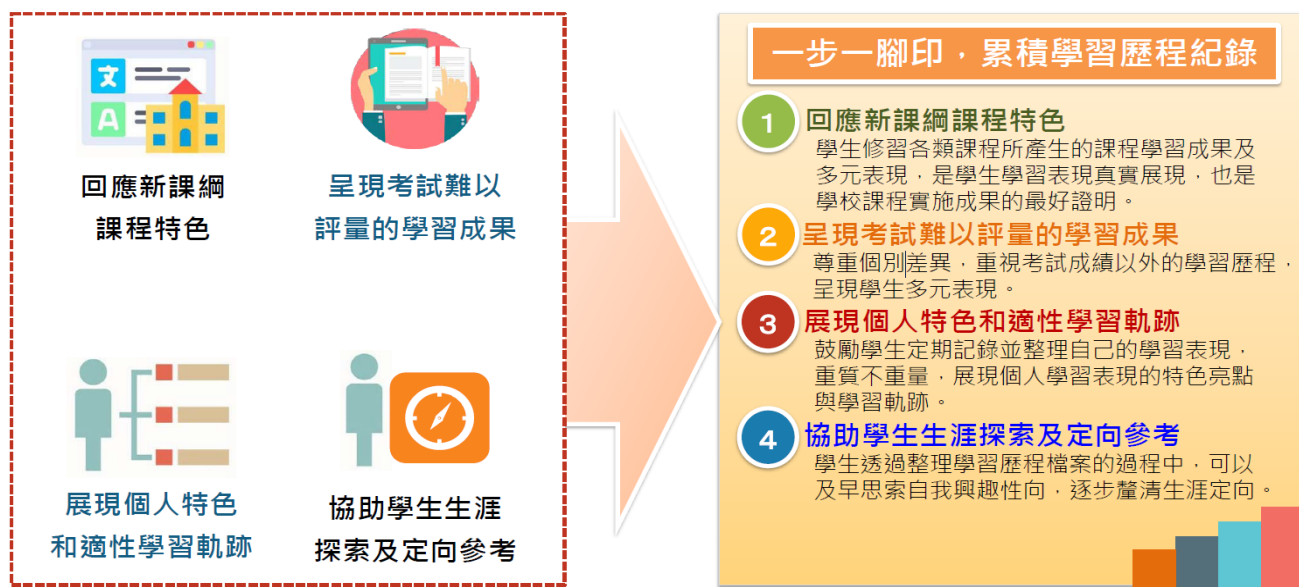 文
A
回應新課綱
課程特色
呈現考試難以
評量的學習成果
展現個人特色
和適性學習軌跡
協助學生生涯
探索及定向參考
一步一腳印，累積學習歷程紀錄
1
回應新課綱課程特色
學生修習各類課程所產生的課程學習成果及
多元表現，是學生學習表現真實展現，也是
學校課程實施成果的最好證明。
2
呈現考試難以評量的學習成果
尊重個別差異，重視考試成績以外的學習歷程，
呈現學生多元表現。
3
展現個人特色和適性學習軌跡
鼓勵學生定期記錄並整理自己的學習表現，
重質不重量，展現個人學習表現的特色亮點
與學習軌跡。
4
協助學生生涯探索及定向參考
學生透過整理學習歷程檔案的過程中，可以
及早思索自我興趣性向，逐步釐清生涯定向。